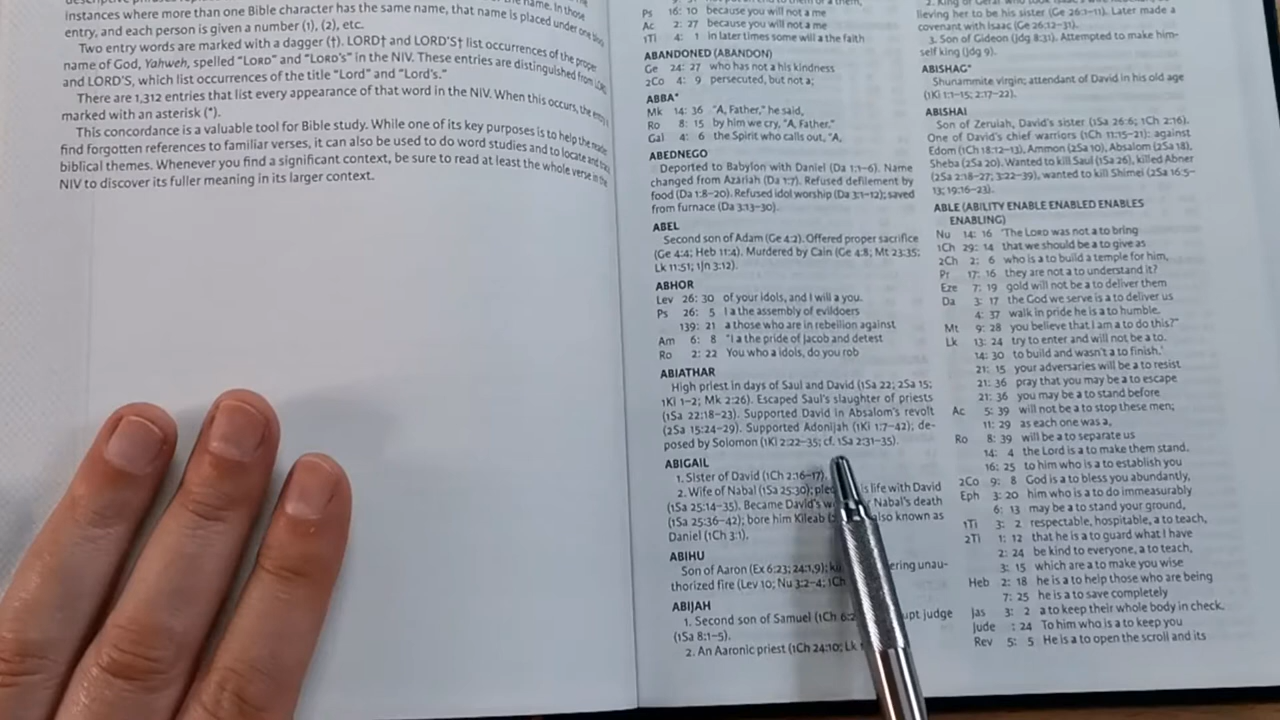 instances where more than one Bible character has the same name, that name is placed under one
entry, and each person is given a number (1), (2), etc.
Two entry words are marked with a dagger (†). LORD† and LORD'S† list occurrences of the proper
name of God, Yahweh, spelled “LORD” and “LORD's” in the NIV. These entries are distinguished from
and LORD'S, which list occurrences of the title “Lord” and “Lord's.”
There are 1,312 entries that list every appearance of that word in the NIV. When this occurs, the
marked with an asterisk (*).
This concordance is a valuable tool for Bible study. While one of its key purposes is to help the
find forgotten references to familiar verses, it can also be used to do word studies and to locate and
biblical themes. Whenever you find a significant context, be sure to read at least the whole verse in the
NIV to discover its fuller meaning in its larger context.
Ps 16: 10 because you will not a me
Ac 2: 27 because you will not a me
1Ti 4: 1 in later times some will a the faith
ABANDONED (ABANDON)
Ge 24: 27 who has not a his kindness
2Co 4: 9 persecuted, but not a;
ABBA*
Mk 14: 36 “A, Father,” he said,
Ro 8: 15 by him we cry, “A, Father.”
Gal 4: 6 the Spirit who calls out, “A,
ABEDNEGO
Deported to Babylon with Daniel (Da 1:1–6). Name
changed from Azariah (Da 1:7). Refused defilement by
food (Da 1:8–20). Refused idol worship (Da 3:1–12); saved
from furnace (Da 3:13–30).
ABEL
Second son of Adam (Ge 4:2). Offered proper sacrifice
(Ge 4:4; Heb 11:4). Murdered by Cain (Ge 4:8; Mt 23:35;
Lk 11:51; 1Jn 3:12).
ABHOR
Lev 26: 30 of your idols, and I will a you.
Ps 26: 5 I a the assembly of evildoers
139: 21 a those who are in rebellion against
Am 6: 8 “I a the pride of Jacob and detest
Ro 2: 22 You who a idols, do you rob
ABIATHAR
High priest in days of Saul and David (1Sa 22; 2Sa 15;
1Ki 1–2; Mk 2:26). Escaped Saul's slaughter of priests
(1Sa 22:18–23). Supported David in Absalom's revolt
(2Sa 15:24–29). Supported Adonijah (1Ki 1:7–42); de-
posed by Solomon (1Ki 2:22–35; cf. 1Sa 2:31–35).
ABIGAIL
1. Sister of David (1Ch 2:16–17).
2. Wife of Nabal (1Sa 25:30); is life with David
(1Sa 25:14–35). Became David's Nabal's death
(1Sa 25:36–42); bore him Kileab also known as
Daniel (1Ch 3:1).
ABIHU
Son of Aaron (Ex 6:23; 24:1,9); unau-
thorized fire (Lev 10; Nu 3:2–4; 1Ch
ABIJAH
1. Second son of Samuel (1Ch judge
(1Sa 8:1–5).
2. An Aaronic priest (1Ch 24:10; Lk
lieving her to be his sister (Ge 26:1–11). Later made a
covenant with Isaac (Ge 26:12–31).
3. Son of Gideon (Jdg 8:31). Attempted to make him-
self king (Jdg 9).
ABISHAG*
Shunammite virgin; attendant of David in his old age
(1Ki 1:1–15; 2:17–22).
ABISHAI
Son of Zeruiah, David's sister (1Sa 26:6; 1Ch 2:16).
One of David's chief warriors (1Ch 11:15–21): against
Edom (1Ch 18:12–13), Ammon (2Sa 10), Absalom (2Sa 18),
Sheba (2Sa 20). Wanted to kill Saul (1Sa 26), killed Abner
(2Sa 2:18–27; 3:22–39), wanted to kill Shimei (2Sa 16:5–
13; 19:16–23).
ABLE (ABILITY ENABLE ENABLED ENABLES
ENABLING)
Nu 14: 16 ‘The LORD was not a to bring
1Ch 29: 14 that we should be a to give as
2Ch 2: 6 who is a to build a temple for him,
Pr 17: 16 they are not a to understand it?
Eze 7: 19 gold will not be a to deliver them
Da 3: 17 the God we serve is a to deliver us
4: 37 walk in pride he is a to humble.
Mt 9: 28 you believe that I am a to do this?”
Lk 13: 24 try to enter and will not be a to.
14: 30 to build and wasn't a to finish.’
21: 15 your adversaries will be a to resist
21: 36 pray that you may be a to escape
21: 36 you may be a to stand before
Ac 5: 39 will not be a to stop these men;
11: 29 as each one was a,
Ro 8: 39 will be a to separate us
14: 4 the Lord is a to make them stand.
16: 25 to him who is a to establish you
2Co 9: 8 God is a to bless you abundantly,
Eph 3: 20 him who is a to do immeasurably
6: 13 may be a to stand your ground,
1Ti 3: 2 respectable, hospitable, a to teach,
2Ti 1: 12 that he is a to guard what I have
2: 24 be kind to everyone, a to teach,
3: 15 which are a to make you wise
Heb 2: 18 he is a to help those who are being
7: 25 he is a to save completely
Jas 3: 2 a to keep their whole body in check.
Jude : 24 To him who is a to keep you
Rev 5: 5 He is a to open the scroll and its